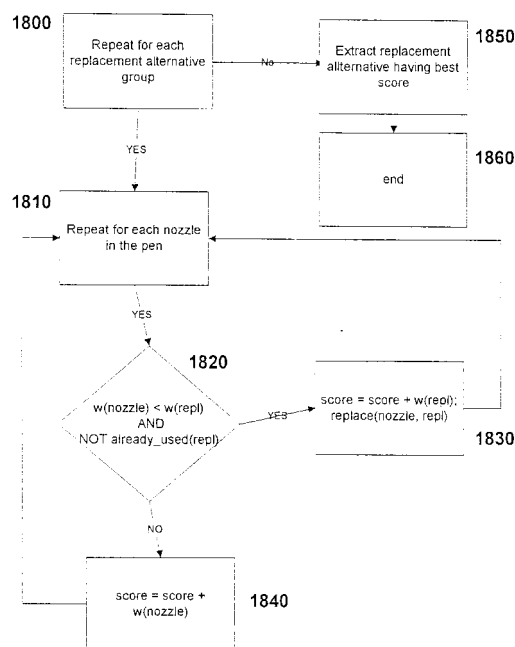 1800
Repeat for each
replacement alternative
group
No
Extract replacement
allternative having best
score
1850
YES
end
1860
1810
Repeat for each nozzle
in the pen
YES
1820
w(nozzle) < w(repl)
AND
NOT already_used(repl)
YES
score = score + w(repl);
replace(nozzle, repl)
1830
NO
score = score +
w(nozzle)
1840